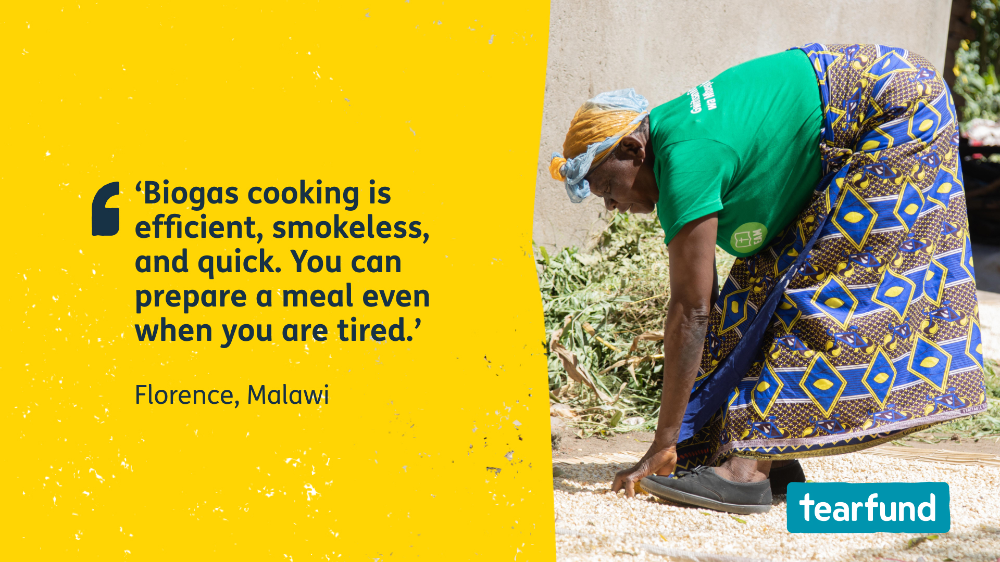 ‘Biogas cooking is
efficient, smokeless,
and quick. You can
prepare a meal even
when you are tired.’
Florence, Malawi
EAM
tearfund